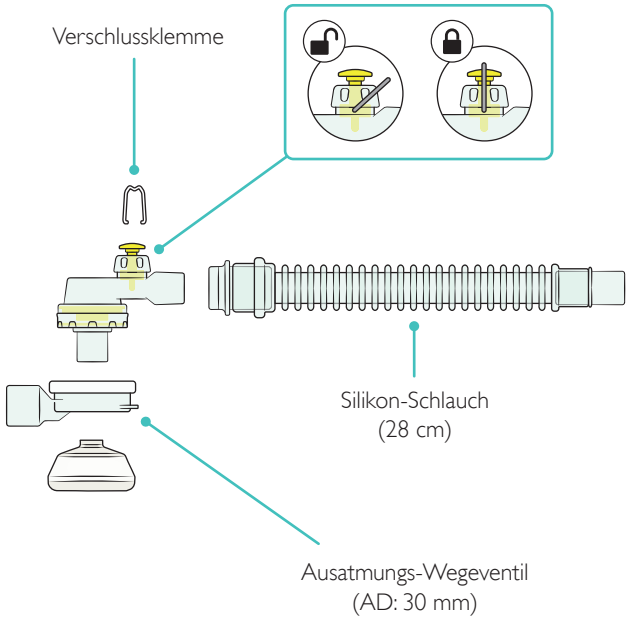 Verschlussklemme
Silikon-Schlauch
(28 cm)
Ausatmungs-Wegeventil
(AD: 30 mm)